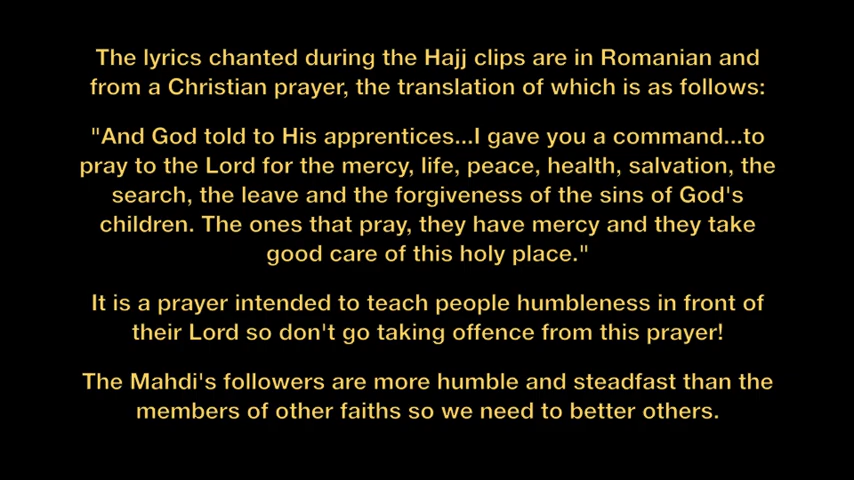 The lyrics chanted during the Hajj clips are in Romanian and
from a Christian prayer, the translation of which is as follows:
"And God told to His apprentices...I gave you a command...to
pray to the Lord for the mercy, life, peace, health, salvation, the
search, the leave and the forgiveness of the sins of God's
children. The ones that pray, they have mercy and they take
good care of this holy place."
It is a prayer intended to teach people humbleness in front of
their Lord so don't go taking offence from this prayer!
The Mahdi's followers are more humble and steadfast than the
members of other faiths so we need to better others.